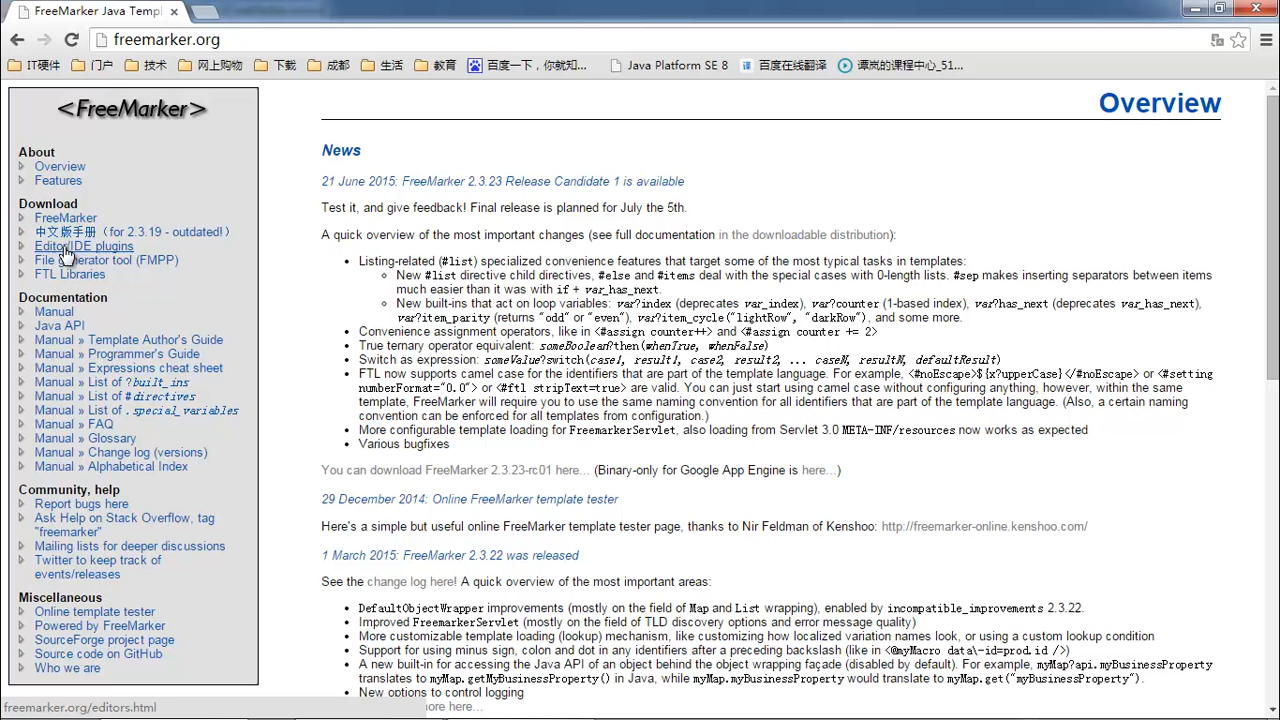 FreeMarker Java Templ
freemarker.org
IT硬件 门户 技术 网上购物 下载 成都 生活 教育 百度一下，你就知... Java Platform SE 8 译 百度在线翻译 谭岚的课程中心_51...
<FreeMarker>
About
Overview
Features
Download
FreeMarker
中文版手册（for 2.3.19 - outdated!）
Editor/IDE plugins
File generator tool (FMPP)
FTL Libraries
Documentation
Manual
Java API
Manual » Template Author's Guide
Manual » Programmer's Guide
Manual » Expressions cheat sheet
Manual » List of ?built_ins
Manual » List of #directives
Manual » List of .special_variables
Manual » FAQ
Manual » Glossary
Manual » Change log (versions)
Manual » Alphabetical Index
Community, help
Report bugs here
Ask Help on Stack Overflow, tag
"freemarker"
Mailing lists for deeper discussions
Twitter to keep track of
events/releases
Miscellaneous
Online template tester
Powered by FreeMarker
SourceForge project page
Source code on GitHub
Who we are
freemarker.org/editors.html
Overview
News
21 June 2015: FreeMarker 2.3.23 Release Candidate 1 is available
Test it, and give feedback! Final release is planned for July the 5th.
A quick overview of the most important changes (see full documentation in the downloadable distribution):
Listing-related (#list) specialized convenience features that target some of the most typical tasks in templates:
New #list directive child directives, #else and #items deal with the special cases with 0-length lists. #sep makes inserting separators between items
much easier than it was with if + var_has_next.
New built-ins that act on loop variables: var?index (deprecates var_index), var?counter (1-based index), var?has_next (deprecates var_has_next),
var?item_parity (returns "odd" or "even"), var?item_cycle("lightRow", "darkRow"), and some more.
Convenience assignment operators, like in <#assign counter++> and <#assign counter += 2>
True ternary operator equivalent: someBoolean?then(whenTrue, whenFalse)
Switch as expression: someValue?switch(case1, result1, case2, result2, ... caseN, resultN, defaultResult)
FTL now supports camel case for the identifiers that are part of the template language. For example, <#noEscape>${x?upperCase}</#noEscape> or <#setting
numberFormat="0.0"> or <#ftl stripText=true> are valid. You can just start using camel case without configuring anything, however, within the same
template, FreeMarker will require you to use the same naming convention for all identifiers that are part of the template language. (Also, a certain naming
convention can be enforced for all templates from configuration.)
More configurable template loading for FreemarkerServlet, also loading from Servlet 3.0 META-INF/resources now works as expected
Various bugfixes
You can download FreeMarker 2.3.23-rc01 here... (Binary-only for Google App Engine is here...)
29 December 2014: Online FreeMarker template tester
Here's a simple but useful online FreeMarker template tester page, thanks to Nir Feldman of Kenshoo: http://freemarker-online.kenshoo.com/
1 March 2015: FreeMarker 2.3.22 was released
See the change log here! A quick overview of the most important areas:
DefaultObjectWrapper improvements (mostly on the field of Map and List wrapping), enabled by incompatible_improvements 2.3.22.
Improved FreemarkerServlet (mostly on the field of TLD discovery options and error message quality)
More customizable template loading (lookup) mechanism, like customizing how localized variation names look, or using a custom lookup condition
Support for using minus sign, colon and dot in any identifiers after a preceding backslash (like in <@myMacro data\-id=prod.id />)
A new built-in for accessing the Java API of an object behind the object wrapping façade (disabled by default). For example, myMap?api.myBusinessProperty
translates to myMap.getMyBusinessProperty() in Java, while myMap.myBusinessProperty would translate to myMap.get("myBusinessProperty").
New options to control logging
more here...